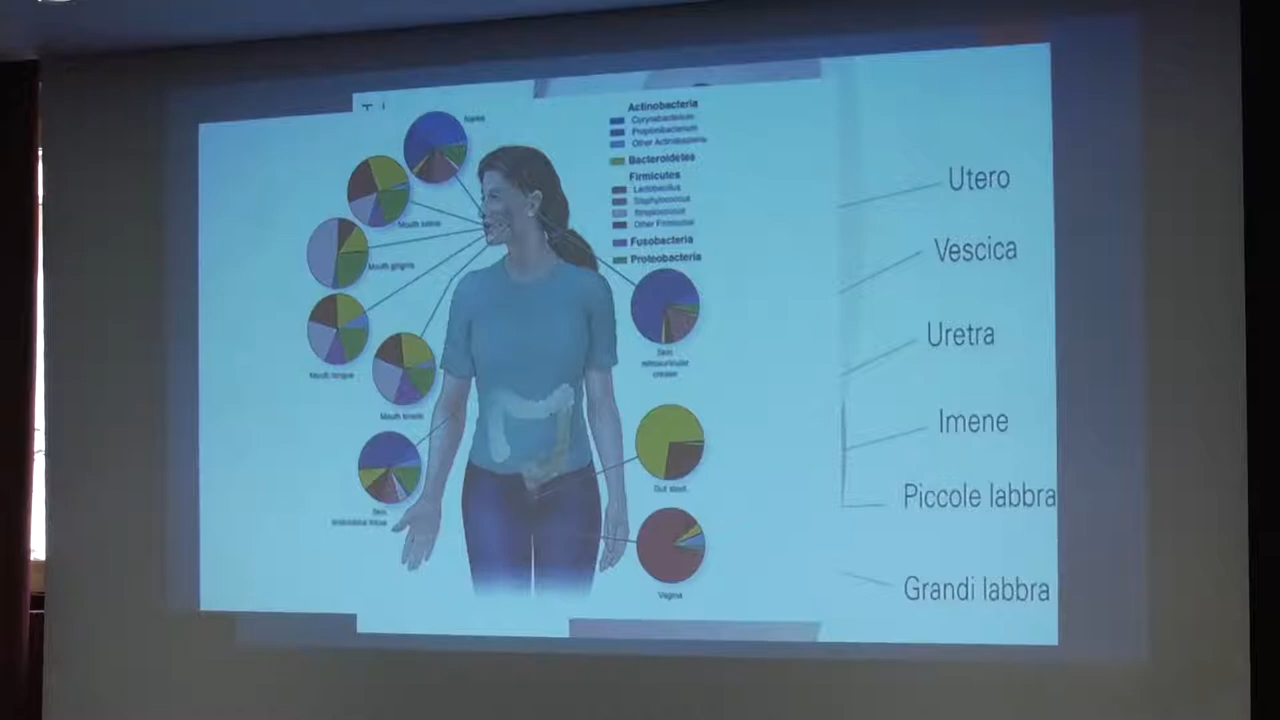 Nares
Mouth saliva
Mouth gingiva
Mouth tongue
Mouth tonsils
Skin
antecubital fossa
Actinobacteria
Corynebacterium
Propionibacterium
Other Actinobacteria
Bacteroidetes
Firmicutes
Lactobacillus
Staphylococcus
Streptococcus
Other Firmicutes
Fusobacteria
Proteobacteria
Skin
retroauricular
crease
Gut stool
Vagina
Utero
Vescica
Uretra
Imene
Piccole labbra
Grandi labbra